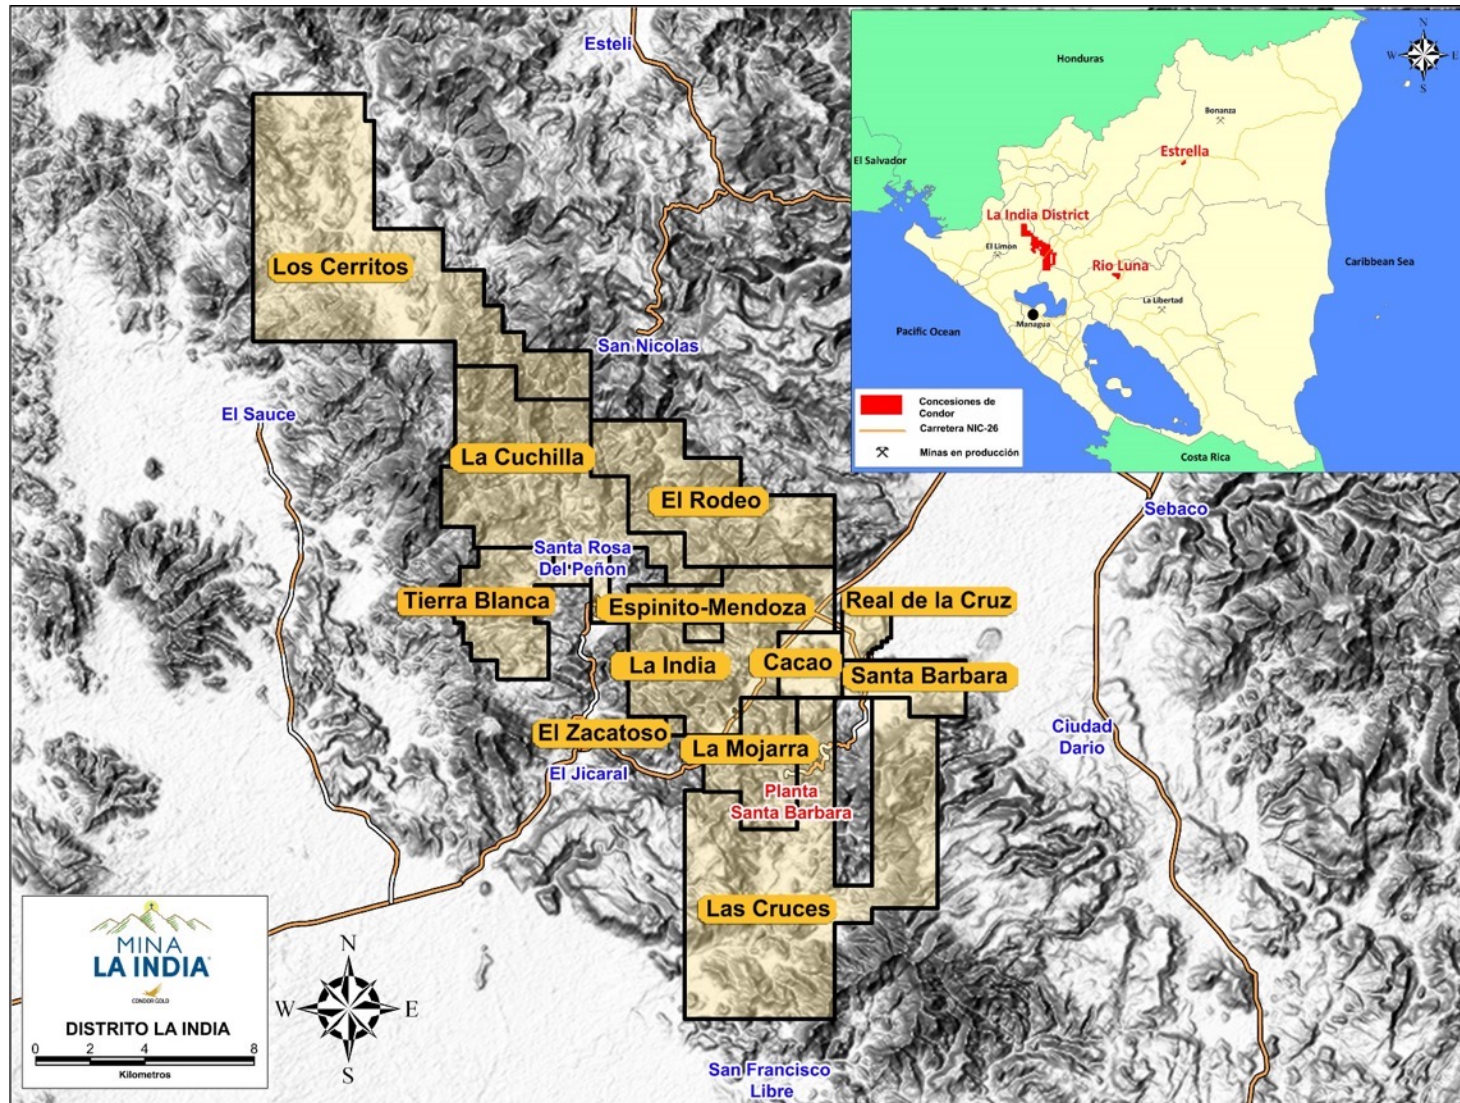 Esteli
Los Cerritos
San Nicolas
El Sauce
La Cuchilla
El Rodeo
Sebaco
Santa Rosa
Del Peñon
Tierra Blanca
Espinito-Mendoza
Real de la Cruz
La India
Cacao
Santa Barbara
El Zacatoso
La Mojarra
Ciudad
Dario
El Jicaral
Planta
Santa Barbara
Las Cruces
San Francisco
Libre
N
W
E
S
MINA
LA INDIA
CONDOR GOLD
DISTRITO LA INDIA
0 2 4 8
Kilometros
Honduras
N
W
E
S
Bonanza
El Salvador
Estrella
La India District
El Limon
Rio Luna
Caribbean Sea
La Libertad
Managua
Pacific Ocean
Costa Rica
Concesiones de
Condor
Carretera NIC-26
Minas en producción